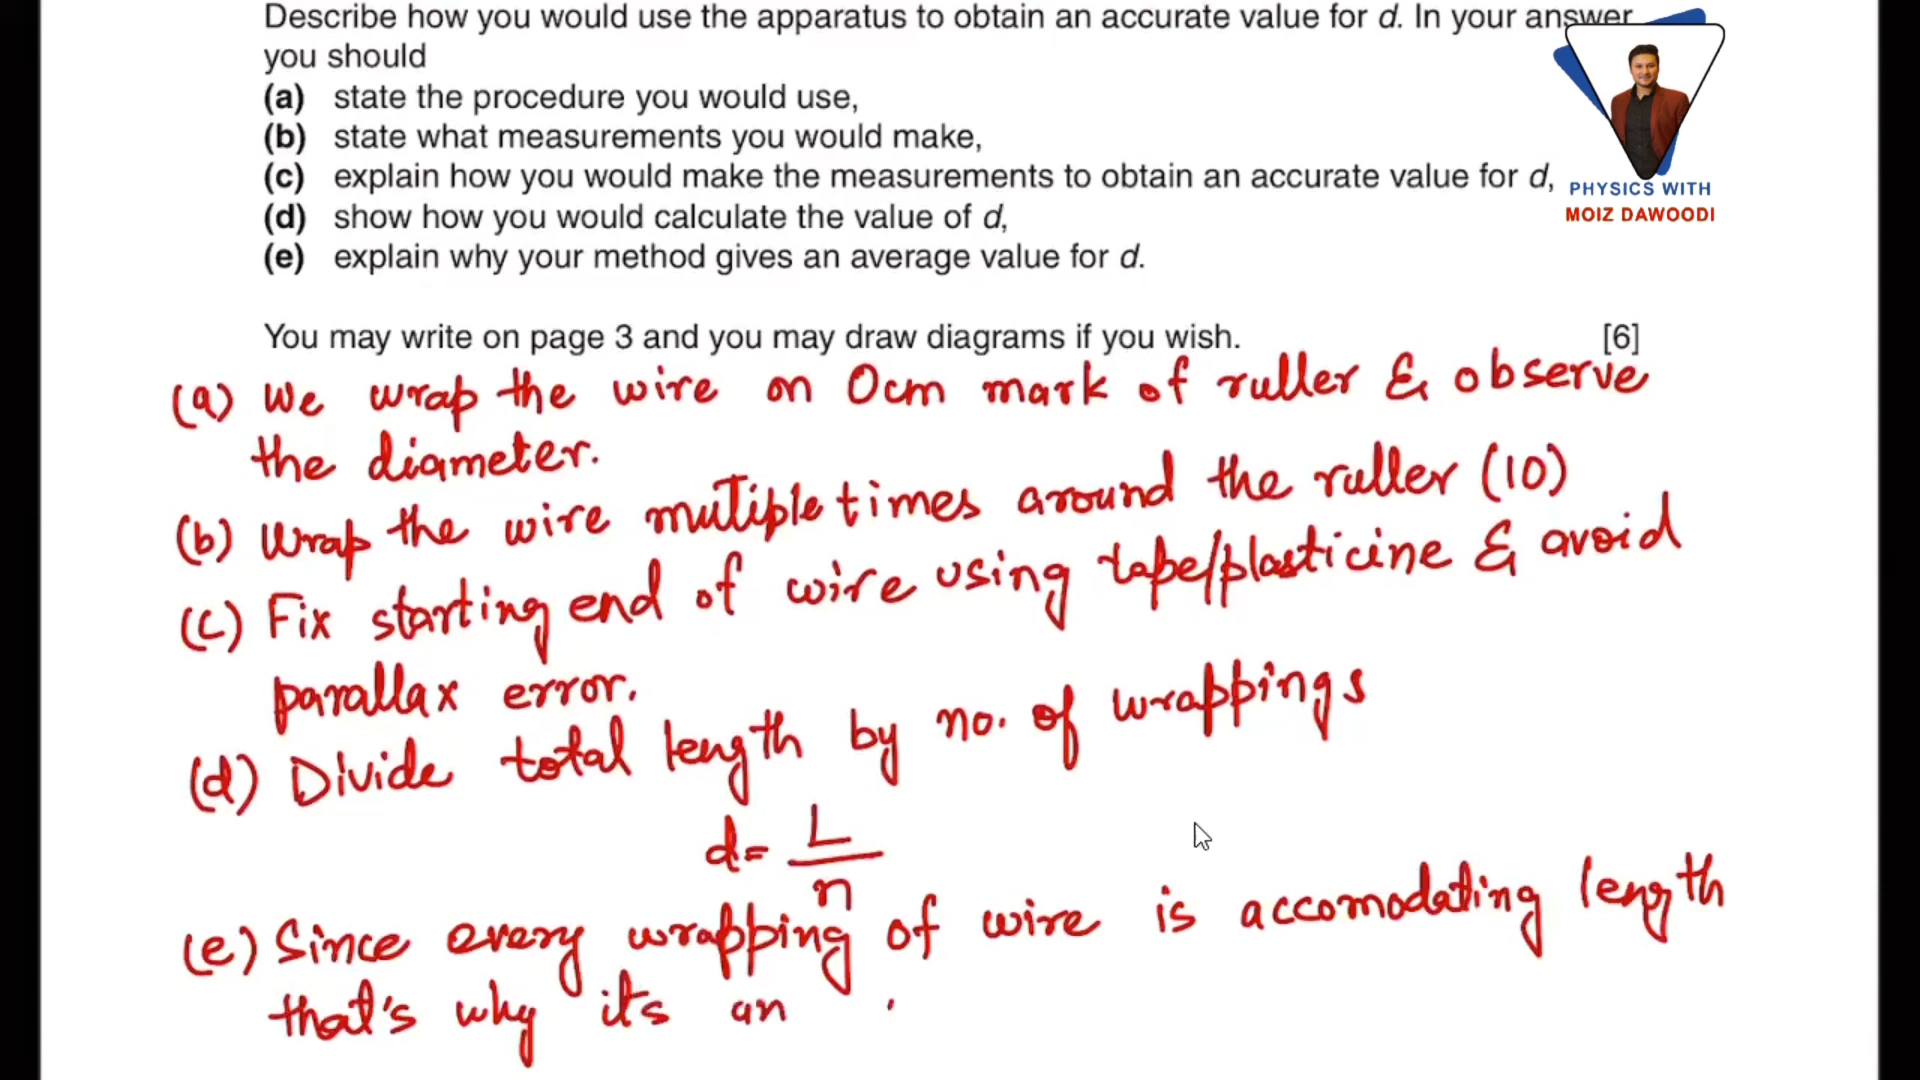 Describe how you would use the apparatus to obtain an accurate value for d. In your answer
you should
(a) state the procedure you would use,
(b) state what measurements you would make,
(c) explain how you would make the measurements to obtain an accurate value for d,
(d) show how you would calculate the value of d,
(e) explain why your method gives an average value for d.
PHYSICS WITH
MOIZ DAWOODI
You may write on page 3 and you may draw diagrams if you wish. [6]
(a) We wrap the wire on 0cm mark of ruller & observe
the diameter.
(b) Wrap the wire mutiple times around the ruller (10)
(c) Fix starting end of wire using tape/plasticine & avoid
parallax error.
(d) Divide total length by no. of wrappings
d = L
n
(e) Since every wrapping of wire is accomodating length
that's why its an